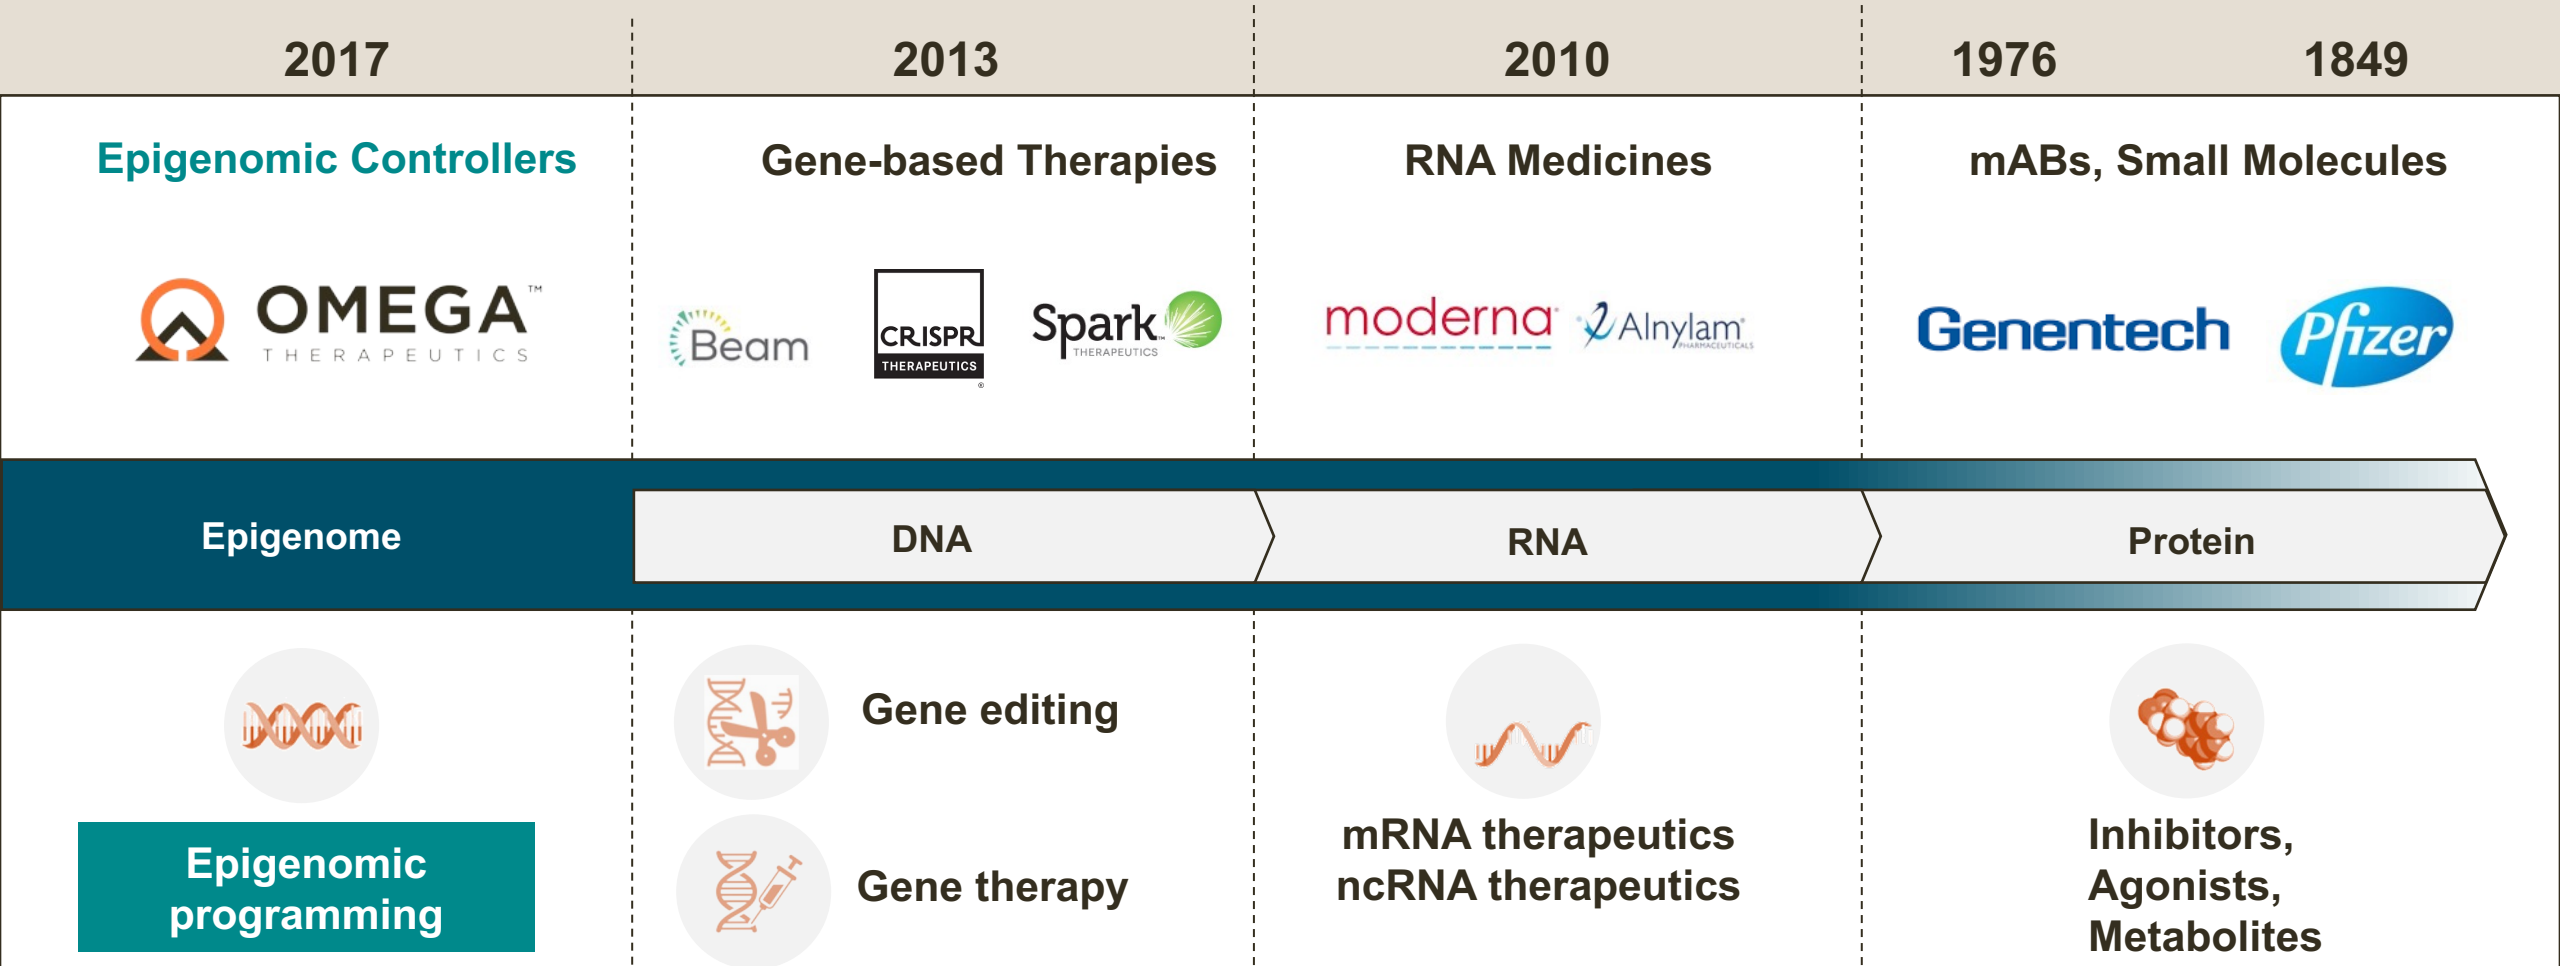 2017
2013
2010
1976
1849
Epigenomic Controllers
Gene-based Therapies
RNA Medicines
mABs, Small Molecules
OMEGA™
THERAPEUTICS
Beam
CRISPR
THERAPEUTICS
®
Spark™
THERAPEUTICS
moderna®
Alnylam®
PHARMACEUTICALS
Genentech
Pfizer
Epigenome
DNA
RNA
Protein
Epigenomic
programming
Gene editing
Gene therapy
mRNA therapeutics
ncRNA therapeutics
Inhibitors,
Agonists,
Metabolites